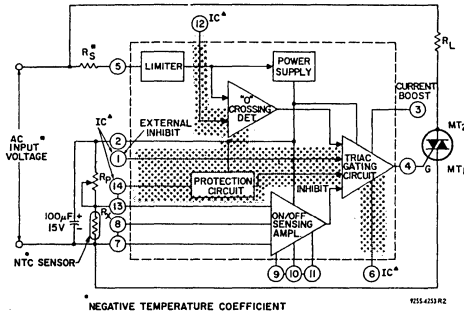 12 IC▲
R_L
R_S*
5
LIMITER
POWER SUPPLY
"O" CROSSING DET.
CURRENT BOOST
3
MT2
MT1
G
4
AC INPUT VOLTAGE *
IC▲
EXTERNAL INHIBIT
2
1
14
PROTECTION CIRCUIT
TRIAC GATING CIRCUIT
INHIBIT
R_P
13
8
7
ON/OFF SENSING AMPL.
R_X
100μF
15V
+
-
* NTC SENSOR
9
10
11
6 IC▲
* NEGATIVE TEMPERATURE COEFFICIENT
92SS-4253R2